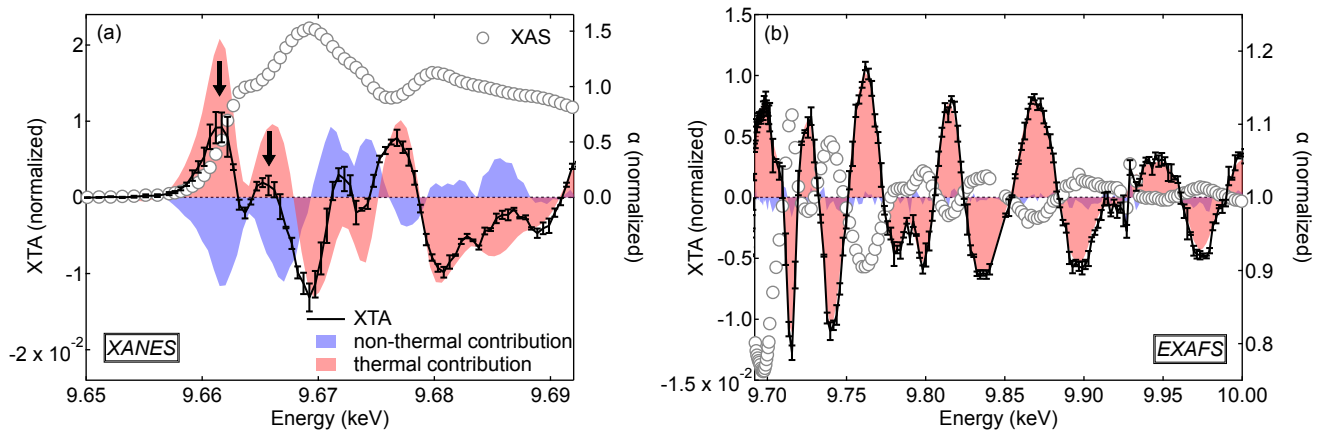 (a)
XAS
2
1
0
-1
-2 x 10⁻²
XTA (normalized)
1.5
1.0
0.5
0.0
α (normalized)
XTA
non-thermal contribution
thermal contribution
XANES
9.65
9.66
9.67
9.68
9.69
Energy (keV)
(b)
1.5
1.0
0.5
0.0
-0.5
-1.0
-1.5 x 10⁻²
XTA (normalized)
1.2
1.1
1.0
0.9
0.8
α (normalized)
EXAFS
9.70
9.75
9.80
9.85
9.90
9.95
10.00
Energy (keV)